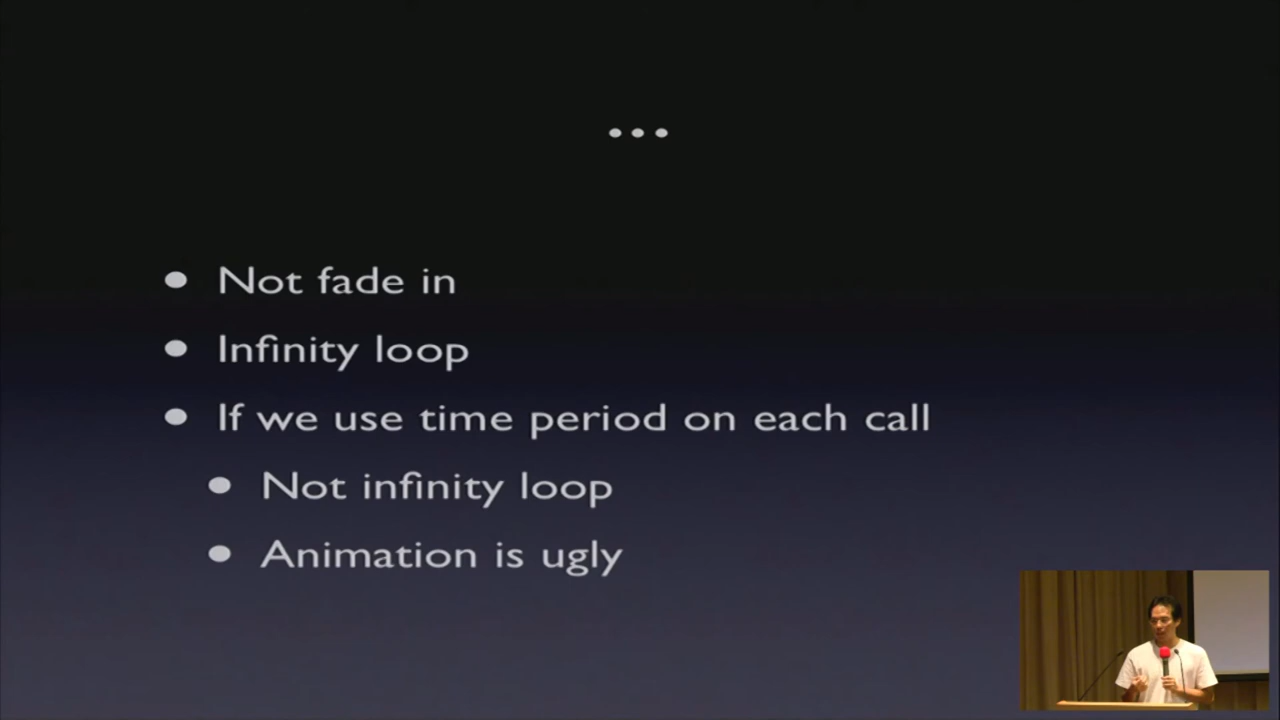 ...
Not fade in
Infinity loop
If we use time period on each call
Not infinity loop
Animation is ugly